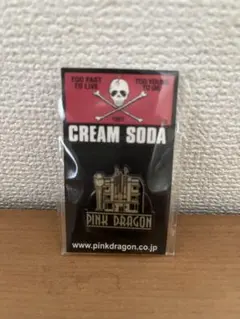 TOO FAST
TO LIVE
TOO YOUNG
TO DIE
CREAM SODA
PINK DRAGON
www.pinkdragon.co.jp